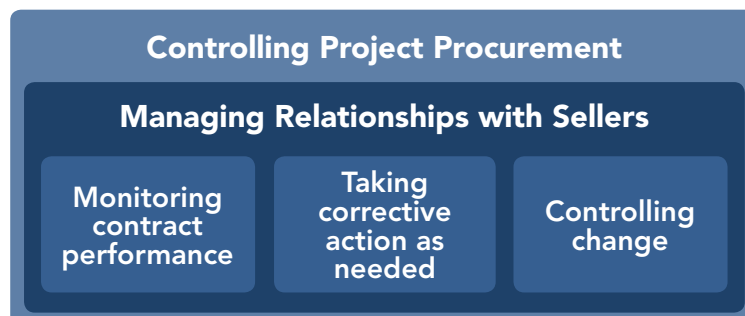 Controlling Project Procurement
Managing Relationships with Sellers
Monitoring
contract
performance
Taking
corrective
action as
needed
Controlling
change